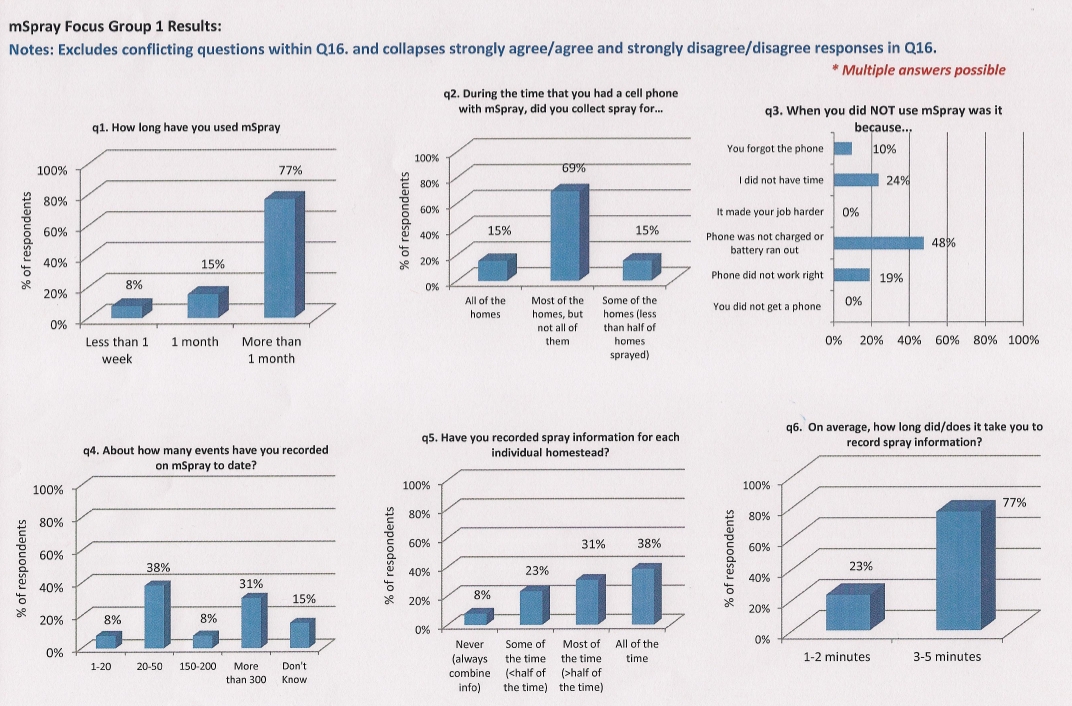 mSpray Focus Group 1 Results:
Notes: Excludes conflicting questions within Q16. and collapses strongly agree/agree and strongly disagree/disagree responses in Q16.
* Multiple answers possible
q1. How long have you used mSpray
% of respondents
100%
80%
60%
40%
20%
0%
8%
15%
77%
Less than 1
week
1 month
More than
1 month
q2. During the time that you had a cell phone
with mSpray, did you collect spray for...
% of respondents
100%
80%
60%
40%
20%
0%
15%
69%
15%
All of the
homes
Most of the
homes, but
not all of
them
Some of the
homes (less
than half of
homes
sprayed)
q3. When you did NOT use mSpray was it
because...
You forgot the phone
10%
I did not have time
24%
It made your job harder
0%
Phone was not charged or
battery ran out
48%
Phone did not work right
19%
You did not get a phone
0%
0% 20% 40% 60% 80% 100%
q4. About how many events have you recorded
on mSpray to date?
% of respondents
100%
80%
60%
40%
20%
0%
8%
38%
8%
31%
15%
1-20
20-50
150-200
More
than 300
Don't
Know
q5. Have you recorded spray information for each
individual homestead?
% of respondents
100%
80%
60%
40%
20%
0%
8%
23%
31%
38%
Never
(always
combine
info)
Some of
the time
(<half of
the time)
Most of
the time
(>half of
the time)
All of the
time
q6. On average, how long did/does it take you to
record spray information?
% of respondents
100%
80%
60%
40%
20%
0%
23%
77%
1-2 minutes
3-5 minutes